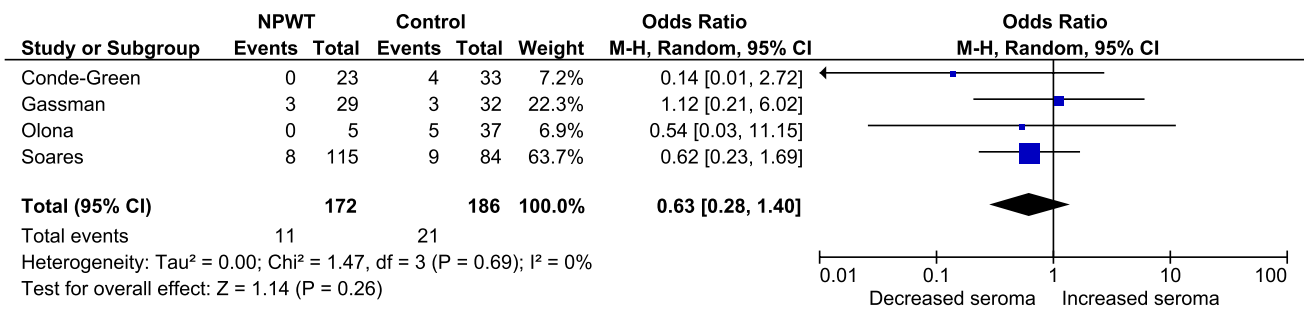 NPWT Control Odds Ratio Odds Ratio
Study or Subgroup Events Total Events Total Weight M-H, Random, 95% CI M-H, Random, 95% CI
Conde-Green 0 23 4 33 7.2% 0.14 [0.01, 2.72]
Gassman 3 29 3 32 22.3% 1.12 [0.21, 6.02]
Olona 0 5 5 37 6.9% 0.54 [0.03, 11.15]
Soares 8 115 9 84 63.7% 0.62 [0.23, 1.69]
Total (95% CI) 172 186 100.0% 0.63 [0.28, 1.40]
Total events 11 21
Heterogeneity: Tau² = 0.00; Chi² = 1.47, df = 3 (P = 0.69); I² = 0%
Test for overall effect: Z = 1.14 (P = 0.26)
0.01 0.1 1 10 100
Decreased seroma Increased seroma